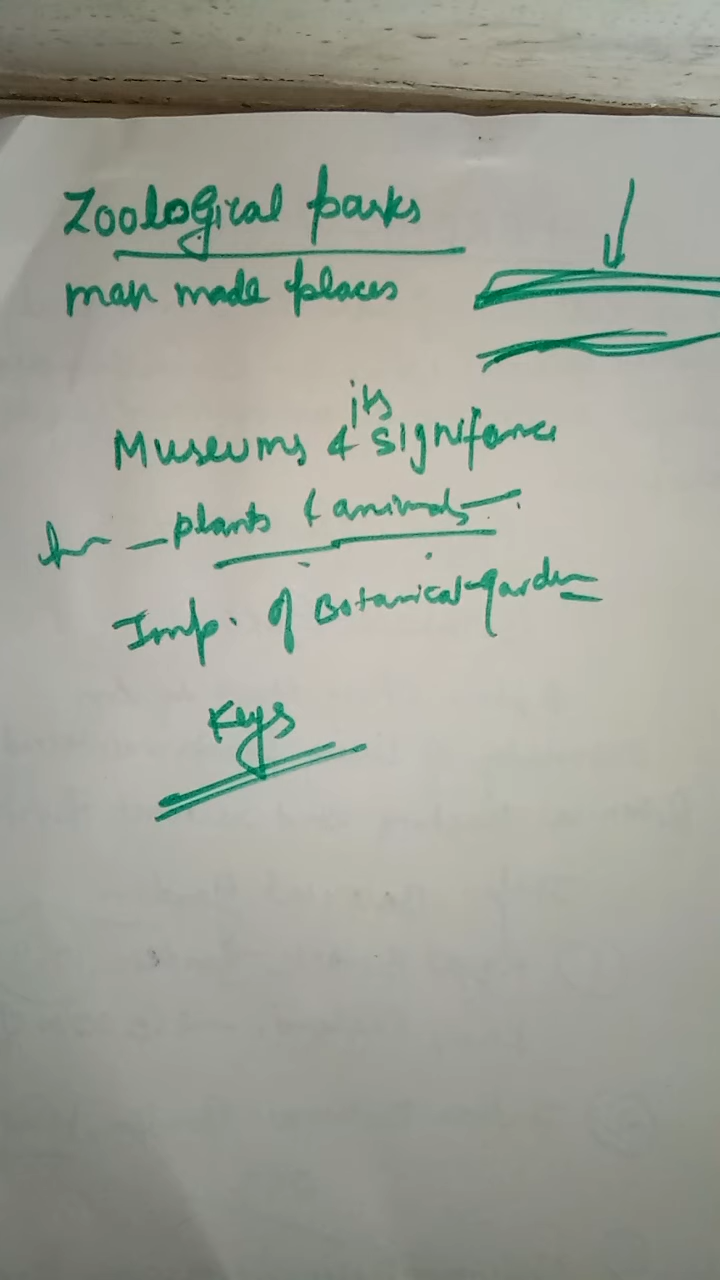 Zoological parks
man made places
Museums & its Significance
for - plants & animals -
Imp. of Botanical garden
Keys